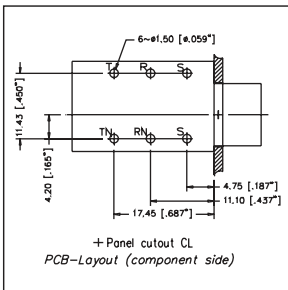 6~ø1.50 [ø.059"]
T R S
11.43 [.450"]
4.20 [.165"]
TN RN S
4.75 [.187"]
11.10 [.437"]
17.45 [.687"]
+ Panel cutout CL
PCB-Layout (component side)